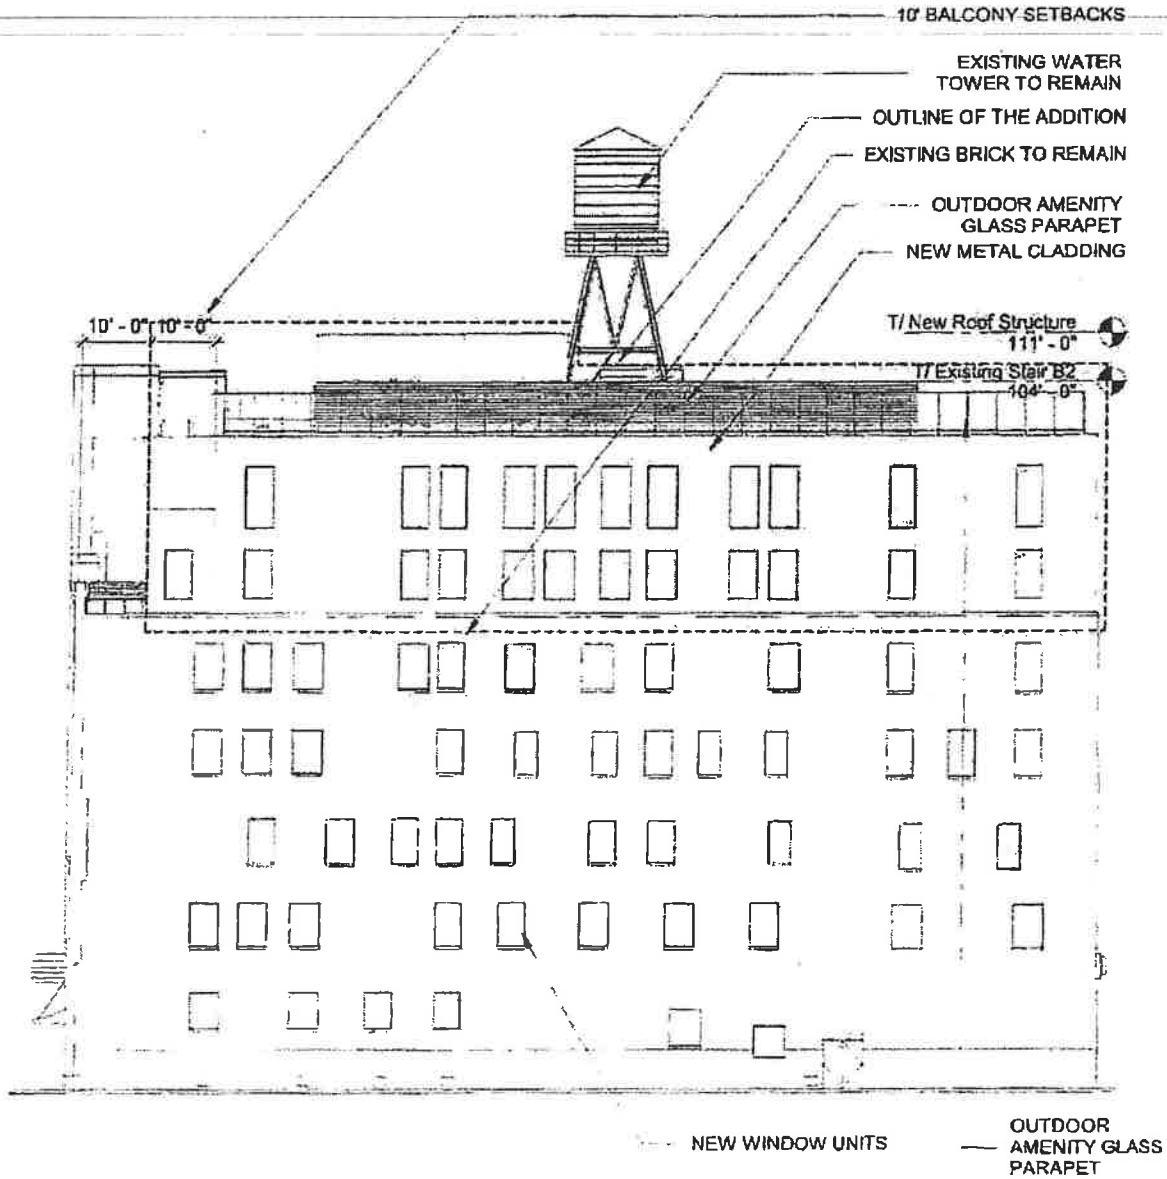 10' BALCONY SETBACKS
EXISTING WATER
TOWER TO REMAIN
OUTLINE OF THE ADDITION
EXISTING BRICK TO REMAIN
OUTDOOR AMENITY
GLASS PARAPET
NEW METAL CLADDING
10' - 0" 10' - 0"
T/ New Roof Structure
111' - 0"
T/ Existing Stair B2
104' - 0"
NEW WINDOW UNITS
OUTDOOR
AMENITY GLASS
PARAPET